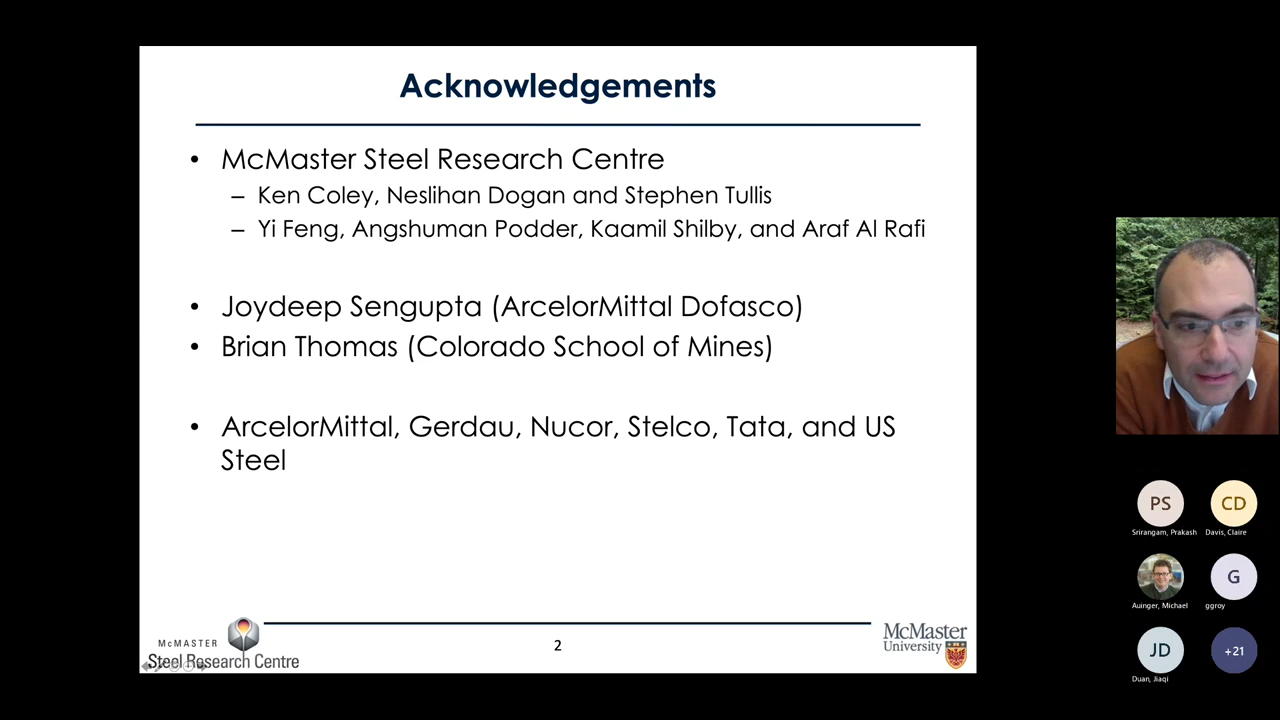 Acknowledgements
• McMaster Steel Research Centre
– Ken Coley, Neslihan Dogan and Stephen Tullis
– Yi Feng, Angshuman Podder, Kaamil Shilby, and Araf Al Rafi
• Joydeep Sengupta (ArcelorMittal Dofasco)
• Brian Thomas (Colorado School of Mines)
• ArcelorMittal, Gerdau, Nucor, Stelco, Tata, and US
Steel
McMASTER
Steel Research Centre
2
McMaster
University
PS
CD
Srirangam, Prakash
Davis, Claire
G
Auinger, Michael
ggroy
JD
+21
Duan, Jiaqi